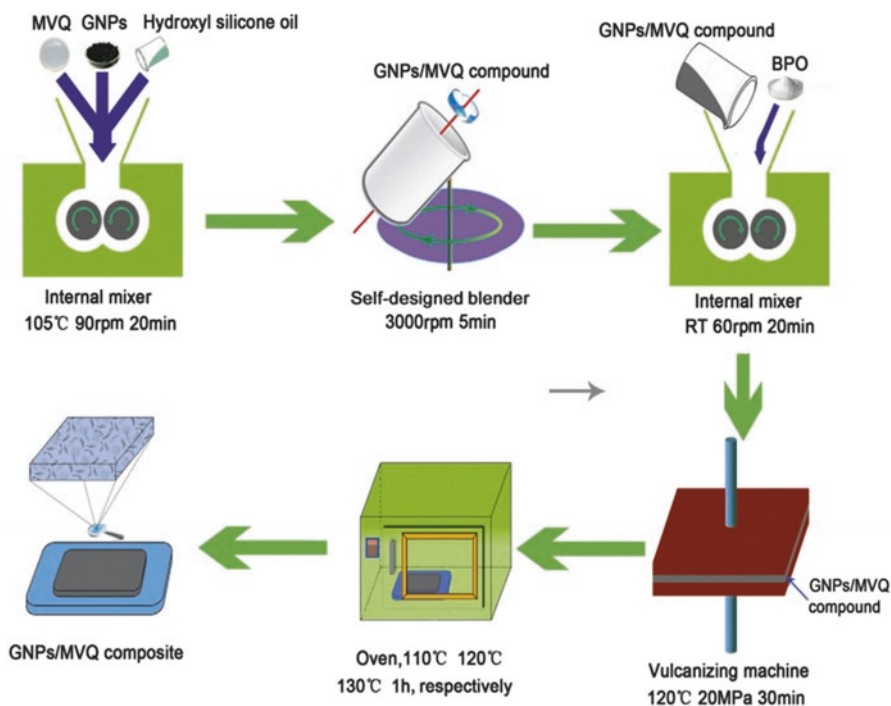 MVQ GNPs Hydroxyl silicone oil
Internal mixer
105℃ 90rpm 20min
GNPs/MVQ compound
Self-designed blender
3000rpm 5min
GNPs/MVQ compound
BPO
Internal mixer
RT 60rpm 20min
GNPs/MVQ
compound
Vulcanizing machine
120℃ 20MPa 30min
Oven,110℃ 120℃
130℃ 1h, respectively
GNPs/MVQ composite